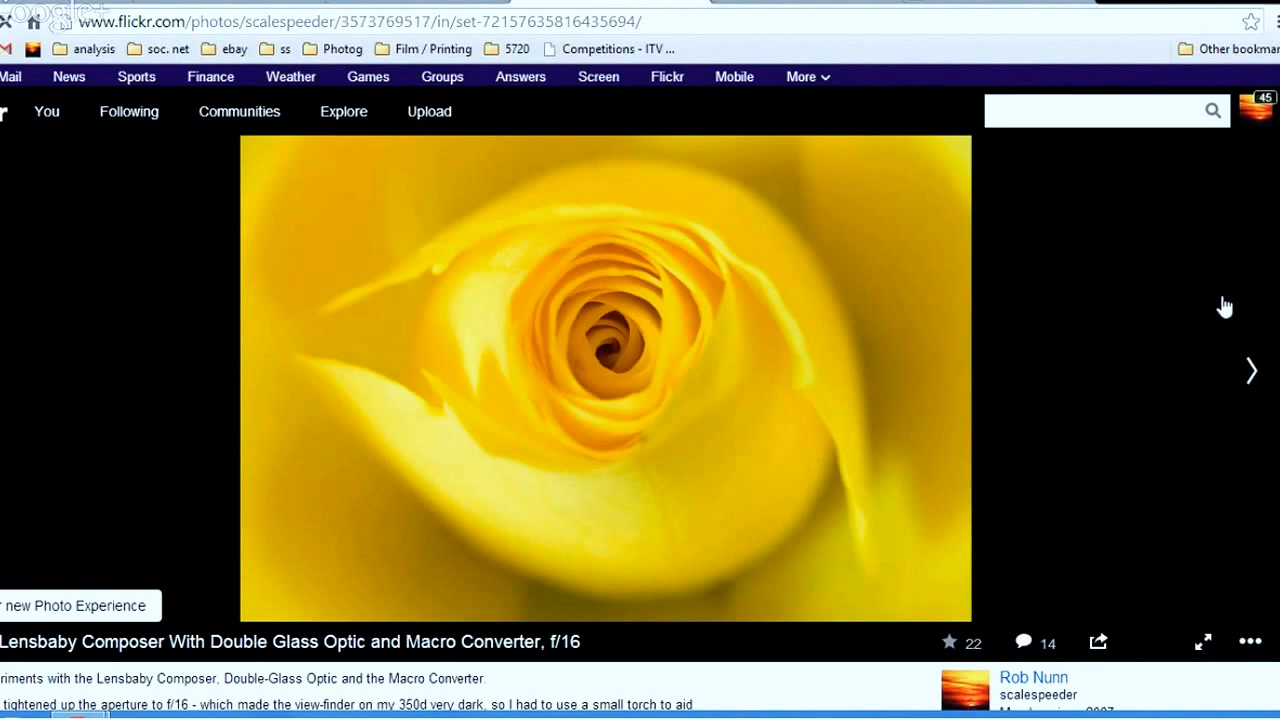 www.flickr.com/photos/scalespeeder/3573769517/in/set-72157635816435694/
analysis soc. net ebay ss Photog Film / Printing 5720 Competitions - ITV ... Other bookmar
Mail News Sports Finance Weather Games Groups Answers Screen Flickr Mobile More
r You Following Communities Explore Upload 45
r new Photo Experience
Lensbaby Composer With Double Glass Optic and Macro Converter, f/16 22 14
riments with the Lensbaby Composer, Double-Glass Optic and the Macro Converter.
Rob Nunn
scalespeeder
tightened up the aperture to f/16 - which made the view-finder on my 350d very dark, so I had to use a small torch to aid